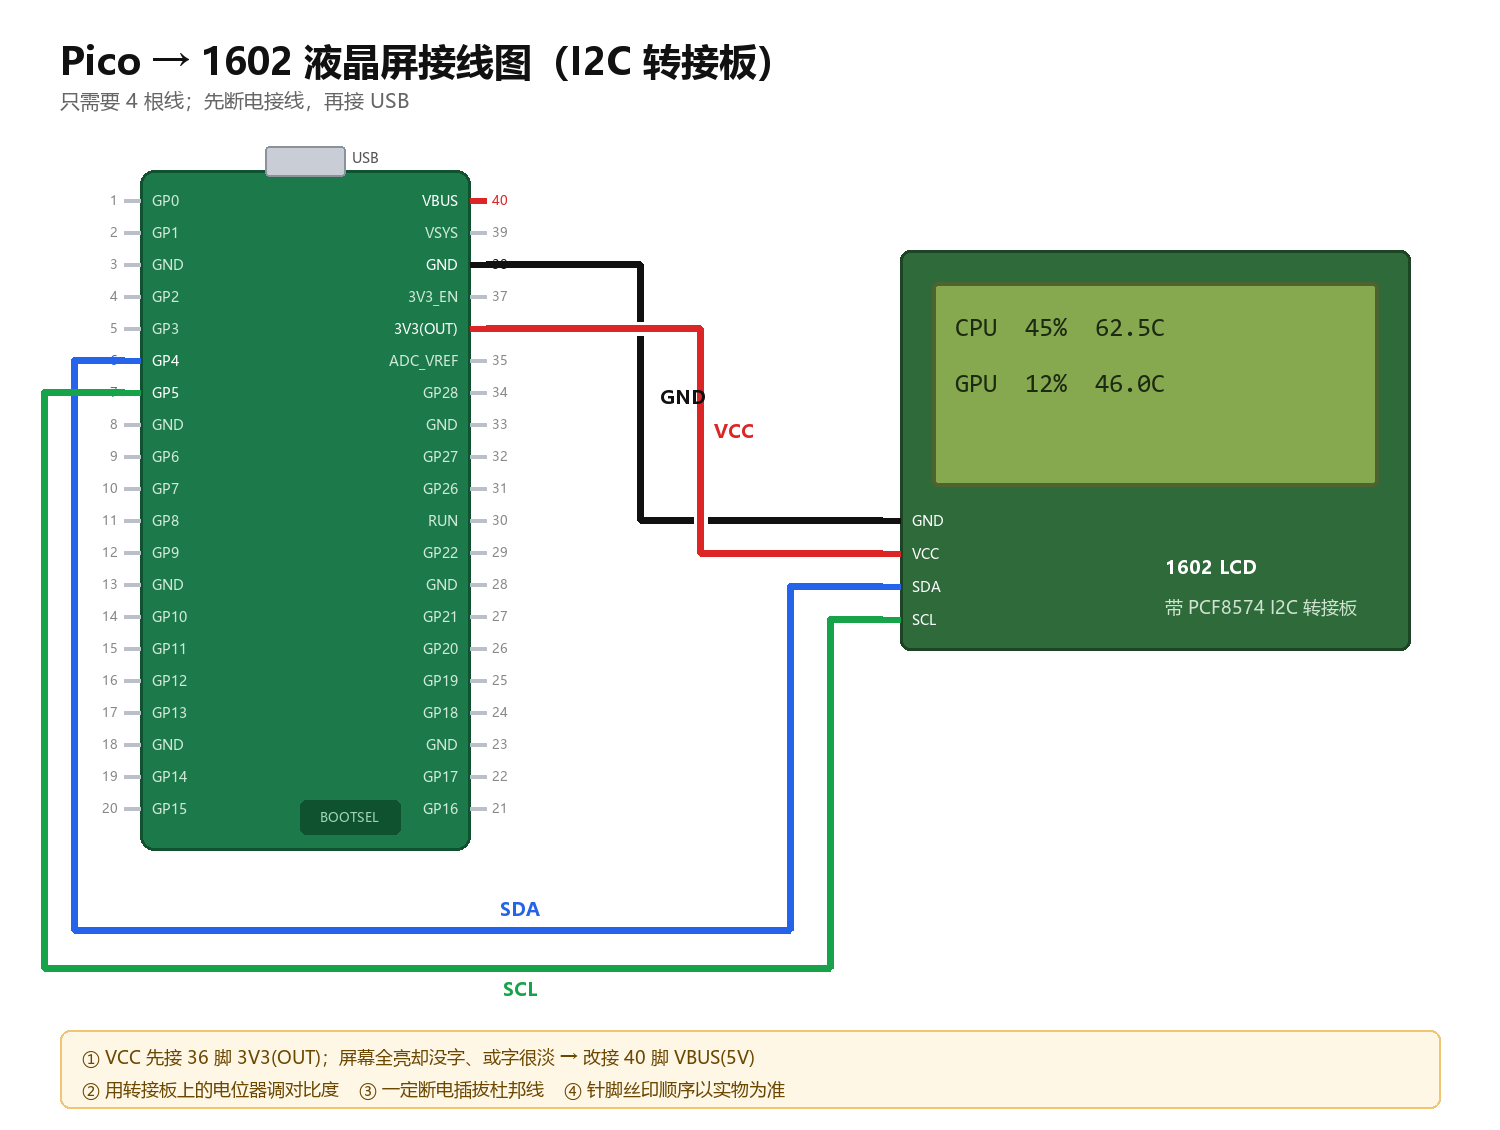 Pico → 1602 液晶屏接线图（I2C 转接板）
只需要 4 根线；先断电接线，再接 USB
USB
1 GP0 VBUS 40
2 GP1 VSYS 39
3 GND GND 38
4 GP2 3V3_EN 37
5 GP3 3V3(OUT)
6 GP4 ADC_VREF 35
7 GP5 GP28 34
8 GND GND 33
9 GP6 GP27 32
10 GP7 GP26 31
11 GP8 RUN 30
12 GP9 GP22 29
13 GND GND 28
14 GP10 GP21 27
15 GP11 GP20 26
16 GP12 GP19 25
17 GP13 GP18 24
18 GND GND 23
19 GP14 GP17 22
20 GP15 GP16 21
BOOTSEL
GND
VCC
CPU 45% 62.5C
GPU 12% 46.0C
GND
VCC
SDA
SCL
1602 LCD
带 PCF8574 I2C 转接板
SDA
SCL
① VCC 先接 36 脚 3V3(OUT)；屏幕全亮却没字、或字很淡 → 改接 40 脚 VBUS(5V)
② 用转接板上的电位器调对比度 ③ 一定断电插拔杜邦线 ④ 针脚丝印顺序以实物为准